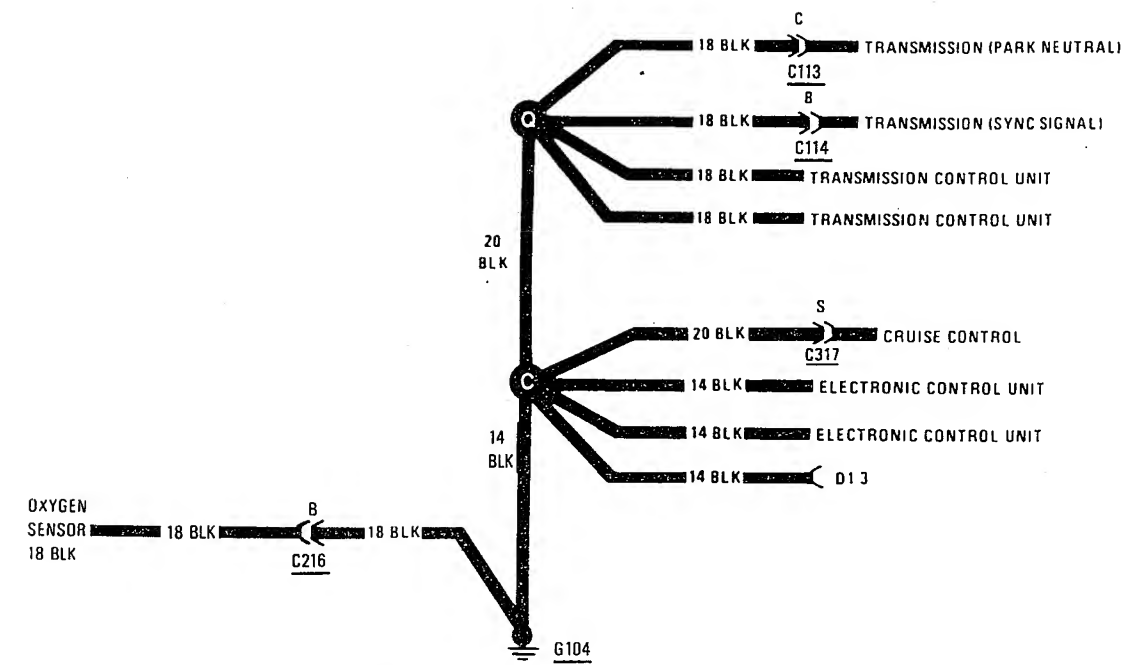 C
18 BLK TRANSMISSION (PARK NEUTRAL)
C113
B
Q
18 BLK TRANSMISSION (SYNC SIGNAL)
C114
18 BLK TRANSMISSION CONTROL UNIT
18 BLK TRANSMISSION CONTROL UNIT
20
BLK
S
20 BLK CRUISE CONTROL
C317
C
14 BLK ELECTRONIC CONTROL UNIT
14 BLK ELECTRONIC CONTROL UNIT
14
BLK
14 BLK D1 3
OXYGEN
SENSOR
18 BLK
18 BLK
B
C216
18 BLK
G104